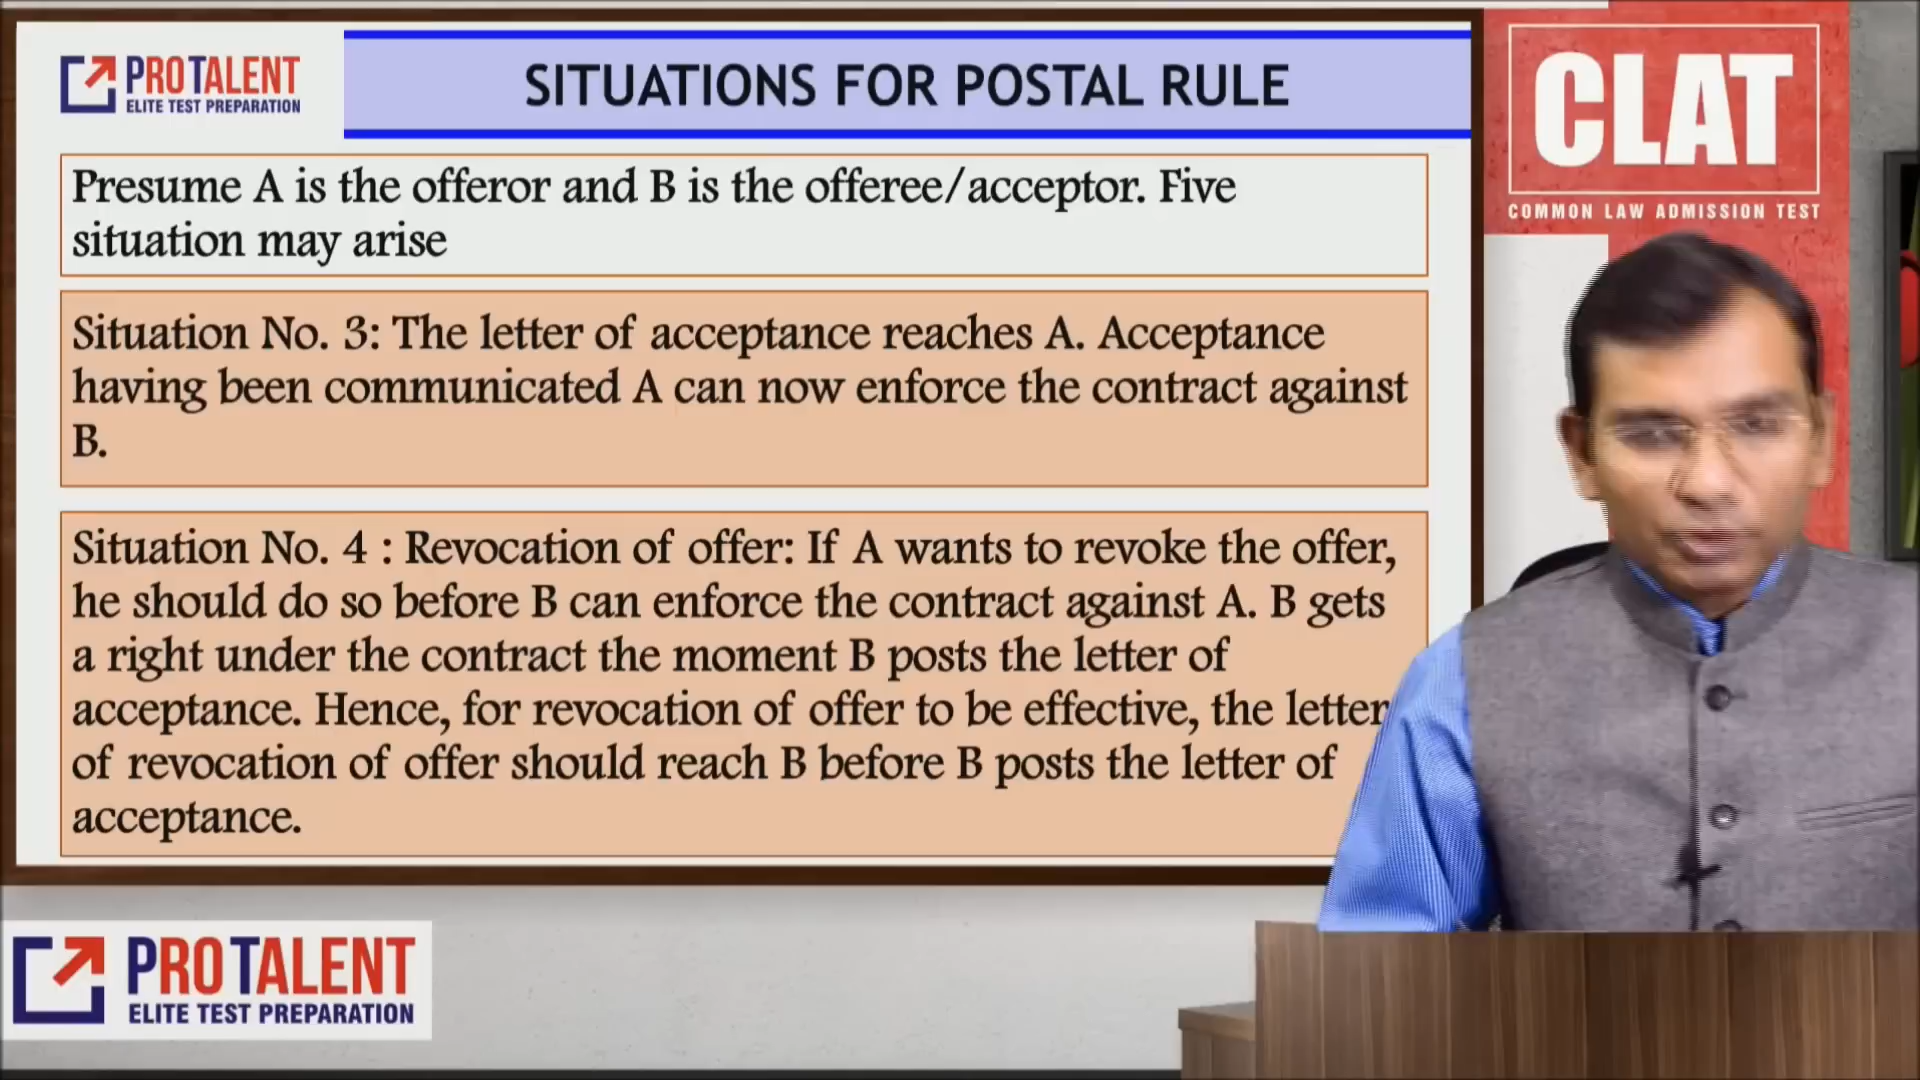 PROTALENT
ELITE TEST PREPARATION
SITUATIONS FOR POSTAL RULE
CLAT
COMMON LAW ADMISSION TEST
Presume A is the offeror and B is the offeree/acceptor. Five
situation may arise
Situation No. 3: The letter of acceptance reaches A. Acceptance
having been communicated A can now enforce the contract against
B.
Situation No. 4 : Revocation of offer: If A wants to revoke the offer,
he should do so before B can enforce the contract against A. B gets
a right under the contract the moment B posts the letter of
acceptance. Hence, for revocation of offer to be effective, the letter
of revocation of offer should reach B before B posts the letter of
acceptance.
PROTALENT
ELITE TEST PREPARATION